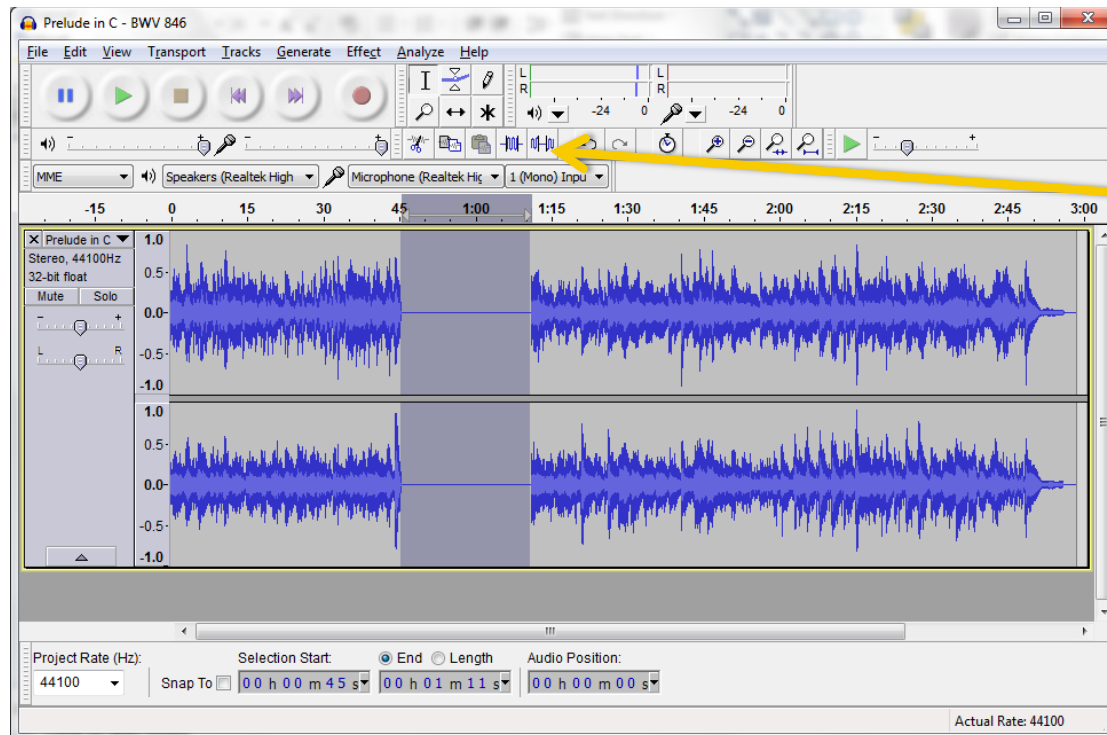 Prelude in C - BWV 846
File Edit View Transport Tracks Generate Effect Analyze Help
L
R
L
R
-24 0
-24 0
MME
Speakers (Realtek High
Microphone (Realtek Hig
1 (Mono) Inpu
-15 0 15 30 45 1:00 1:15 1:30 1:45 2:00 2:15 2:30 2:45 3:00
Prelude in C
Stereo, 44100Hz
32-bit float
Mute Solo
- +
L R
1.0
0.5-
0.0-
-0.5-
-1.0
1.0
0.5-
0.0-
-0.5-
-1.0
Project Rate (Hz): Selection Start: End Length Audio Position:
44100 Snap To 00 h 00 m 45 s 00 h 01 m 11 s 00 h 00 m 00 s
Actual Rate: 44100